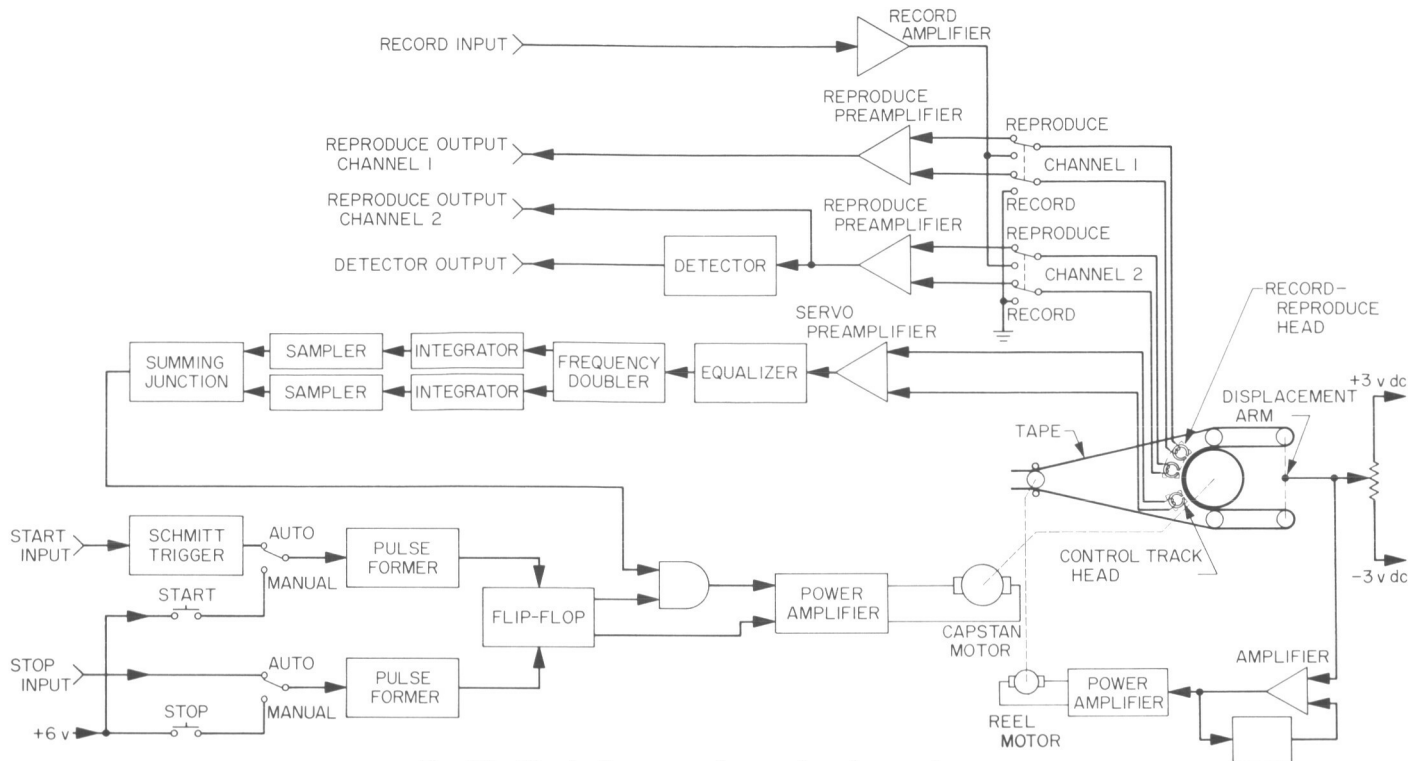 RECORD INPUT
RECORD
AMPLIFIER
REPRODUCE
PREAMPLIFIER
REPRODUCE
REPRODUCE OUTPUT
CHANNEL 1
CHANNEL 1
RECORD
REPRODUCE OUTPUT
CHANNEL 2
REPRODUCE
PREAMPLIFIER
REPRODUCE
DETECTOR OUTPUT
DETECTOR
CHANNEL 2
RECORD
RECORD-
REPRODUCE
HEAD
SERVO
PREAMPLIFIER
SUMMING
JUNCTION
SAMPLER
INTEGRATOR
SAMPLER
INTEGRATOR
FREQUENCY
DOUBLER
EQUALIZER
+3 v dc
DISPLACEMENT
ARM
TAPE
CONTROL TRACK
HEAD
-3 v dc
START
INPUT
SCHMITT
TRIGGER
AUTO
MANUAL
PULSE
FORMER
START
FLIP-FLOP
POWER
AMPLIFIER
CAPSTAN
MOTOR
STOP
INPUT
AUTO
MANUAL
PULSE
FORMER
STOP
+6 v
REEL
MOTOR
POWER
AMPLIFIER
AMPLIFIER